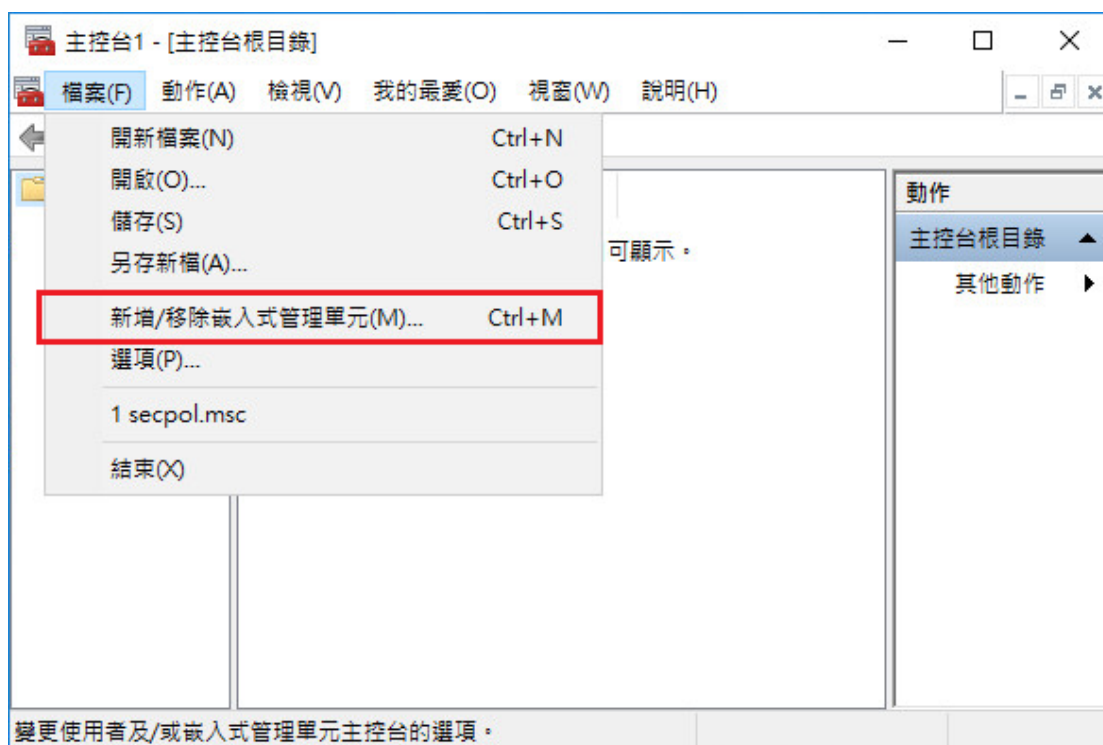 主控台1 - [主控台根目錄]
檔案(F) 動作(A) 檢視(V) 我的最愛(O) 視窗(W) 說明(H)
開新檔案(N) Ctrl+N
開啟(O)... Ctrl+O
儲存(S) Ctrl+S
另存新檔(A)...
新增/移除嵌入式管理單元(M)... Ctrl+M
選項(P)...
1 secpol.msc
結束(X)
可顯示。
動作
主控台根目錄
其他動作
變更使用者及/或嵌入式管理單元主控台的選項。